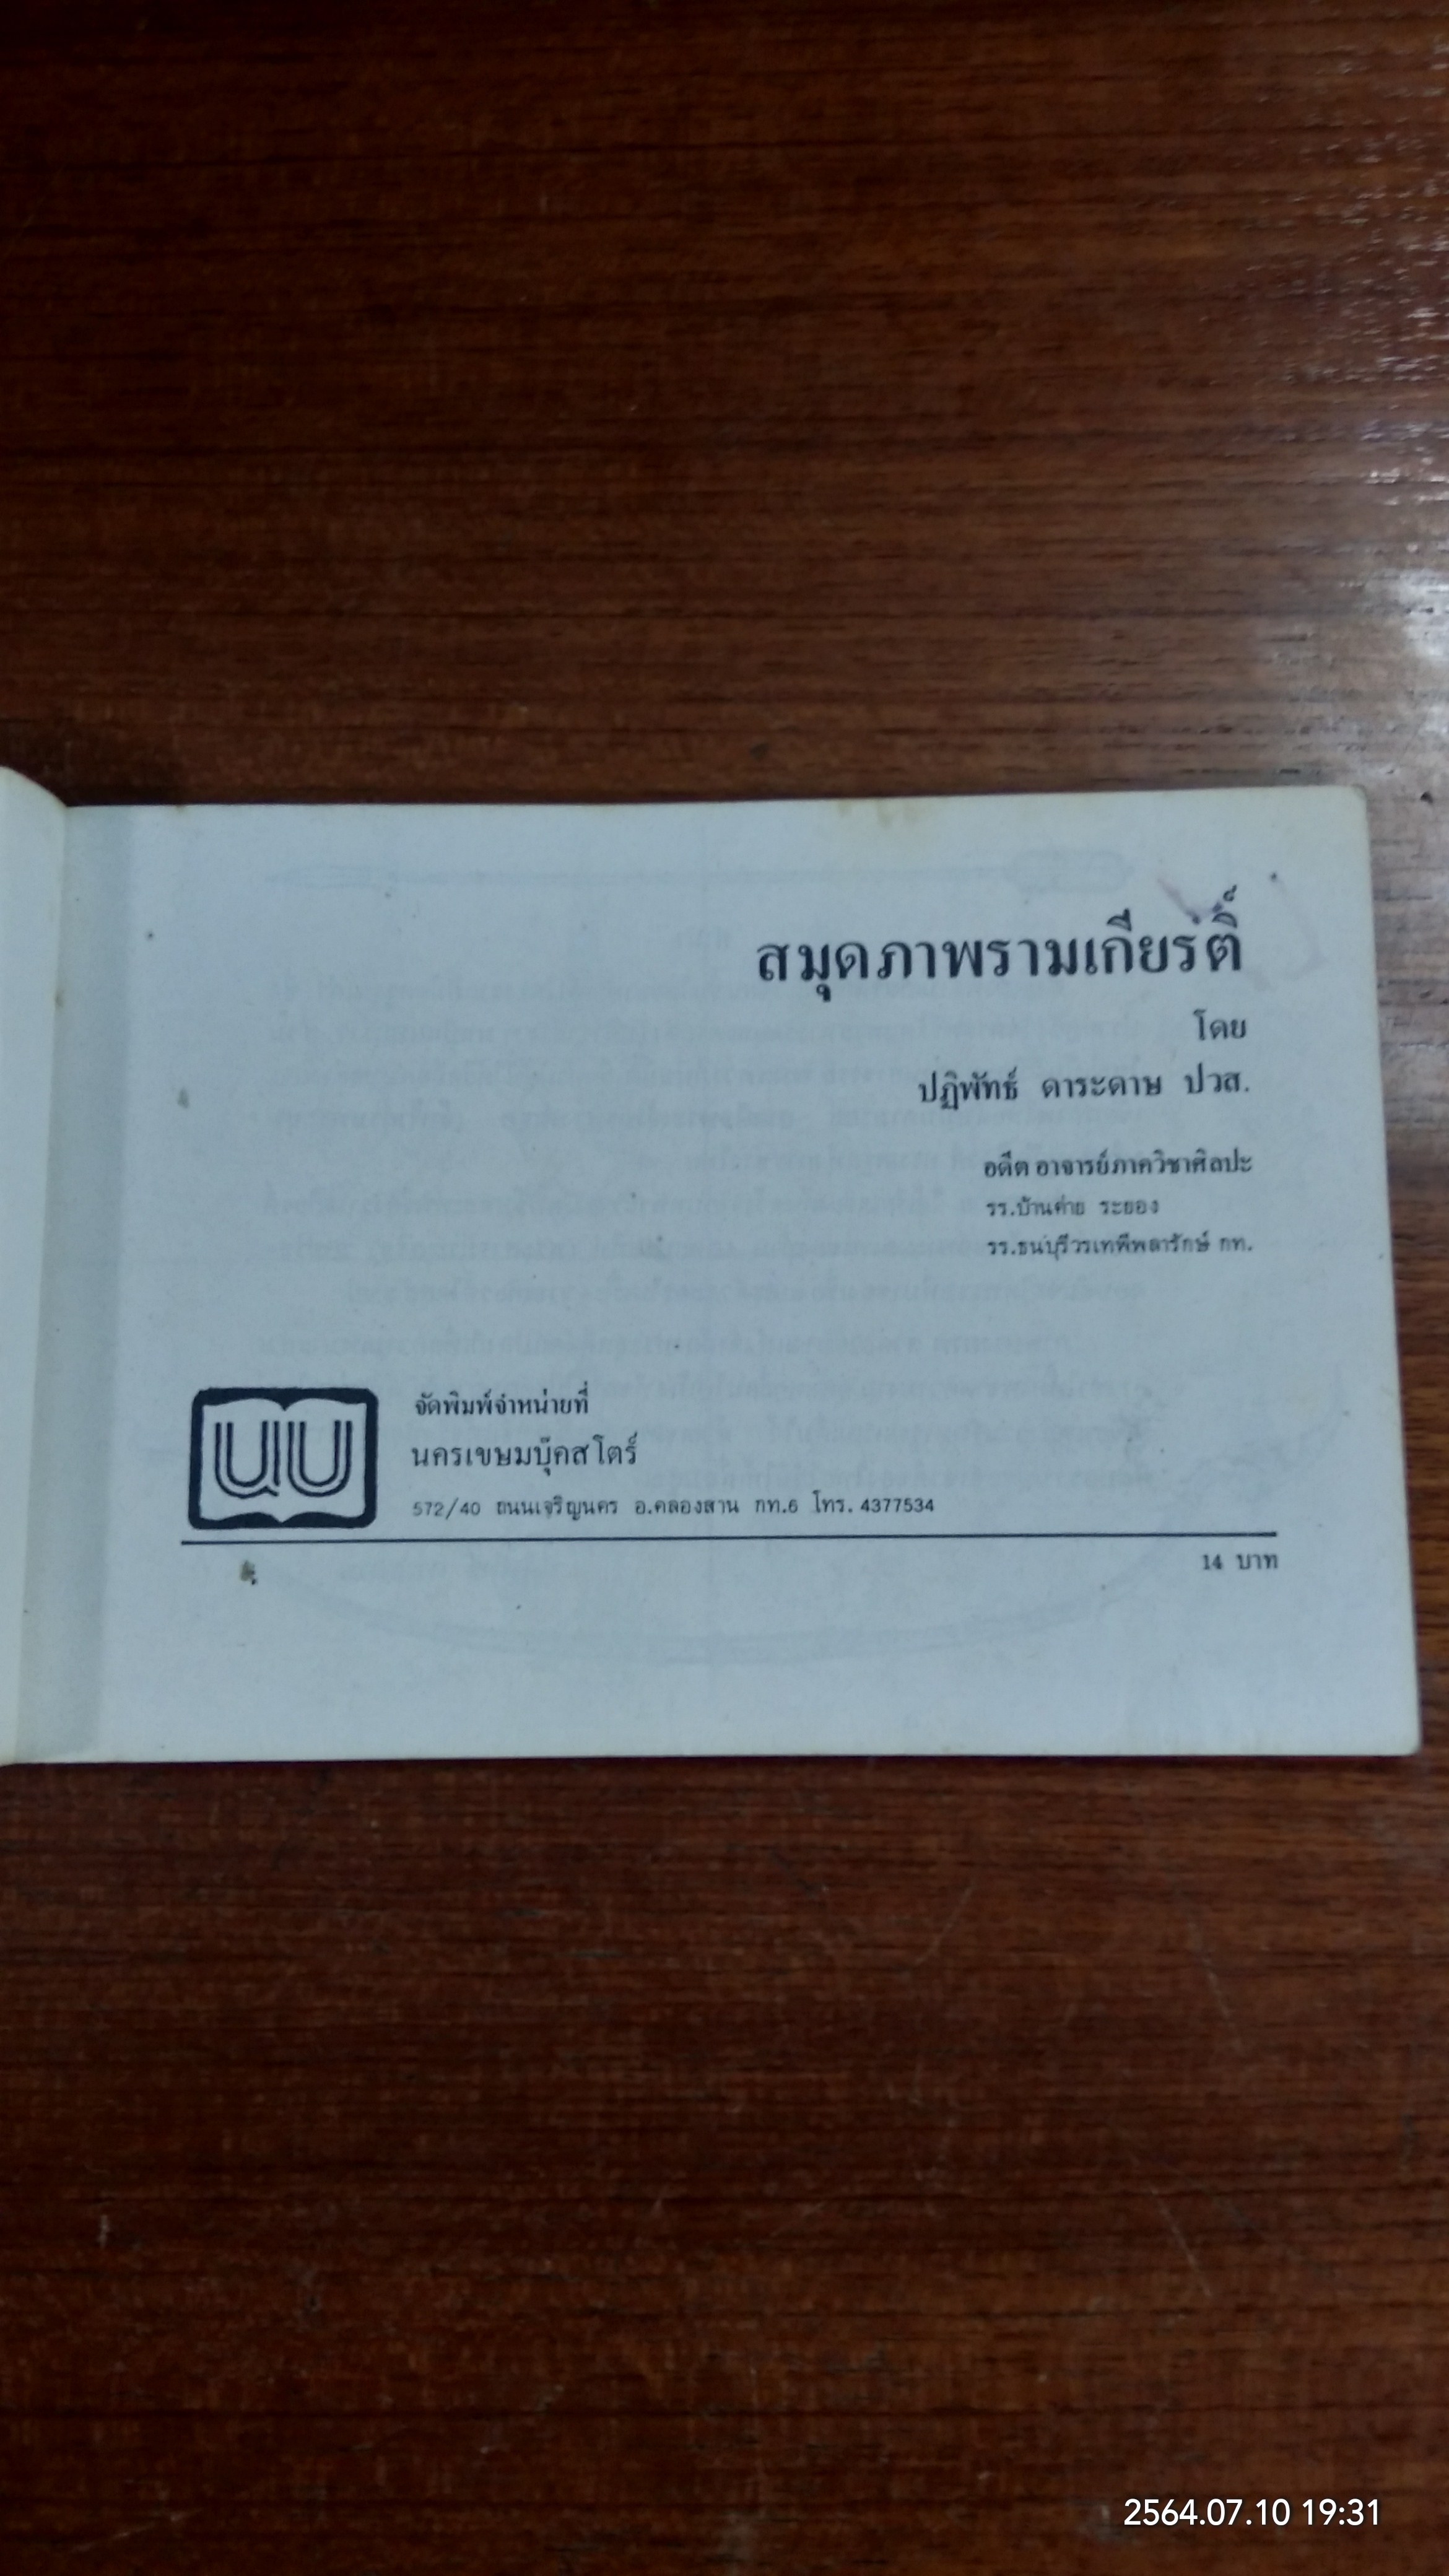 สมุดภาพรามเกียรติ์
โดย
ปฏิพัทธ์ ดาระดาษ ปวส.
อดีต อาจารย์ภาควิชาศิลปะ
รร.บ้านค่าย ระยอง
รร.ธนบุรีวรเทพีพลารักษ์ กท.
นบ
จัดพิมพ์จำหน่ายที่
นครเขษมบุ๊คสโตร์
572/40 ถนนเจริญนคร อ.คลองสาน กท.6 โทร. 4377534
14 บาท
2564.07.10 19:31